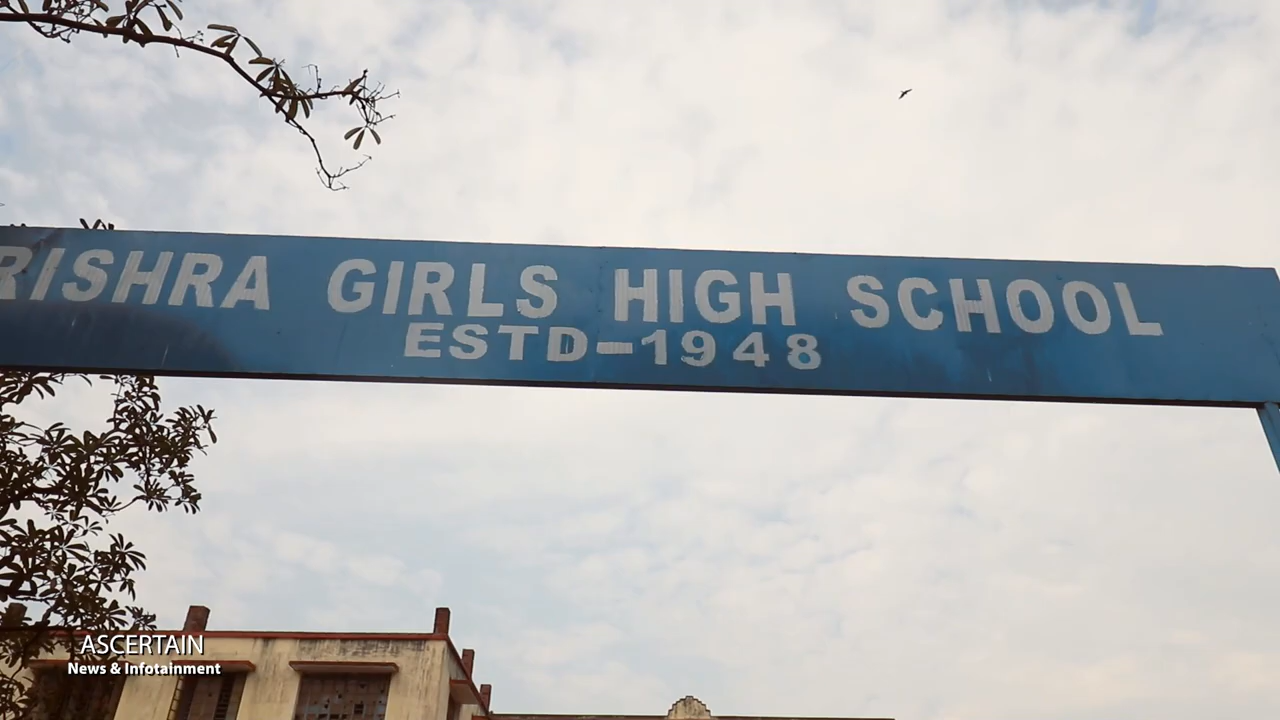 RISHRA GIRLS HIGH SCHOOL
ESTD-1948
ASCERTAIN
News & Infotainment